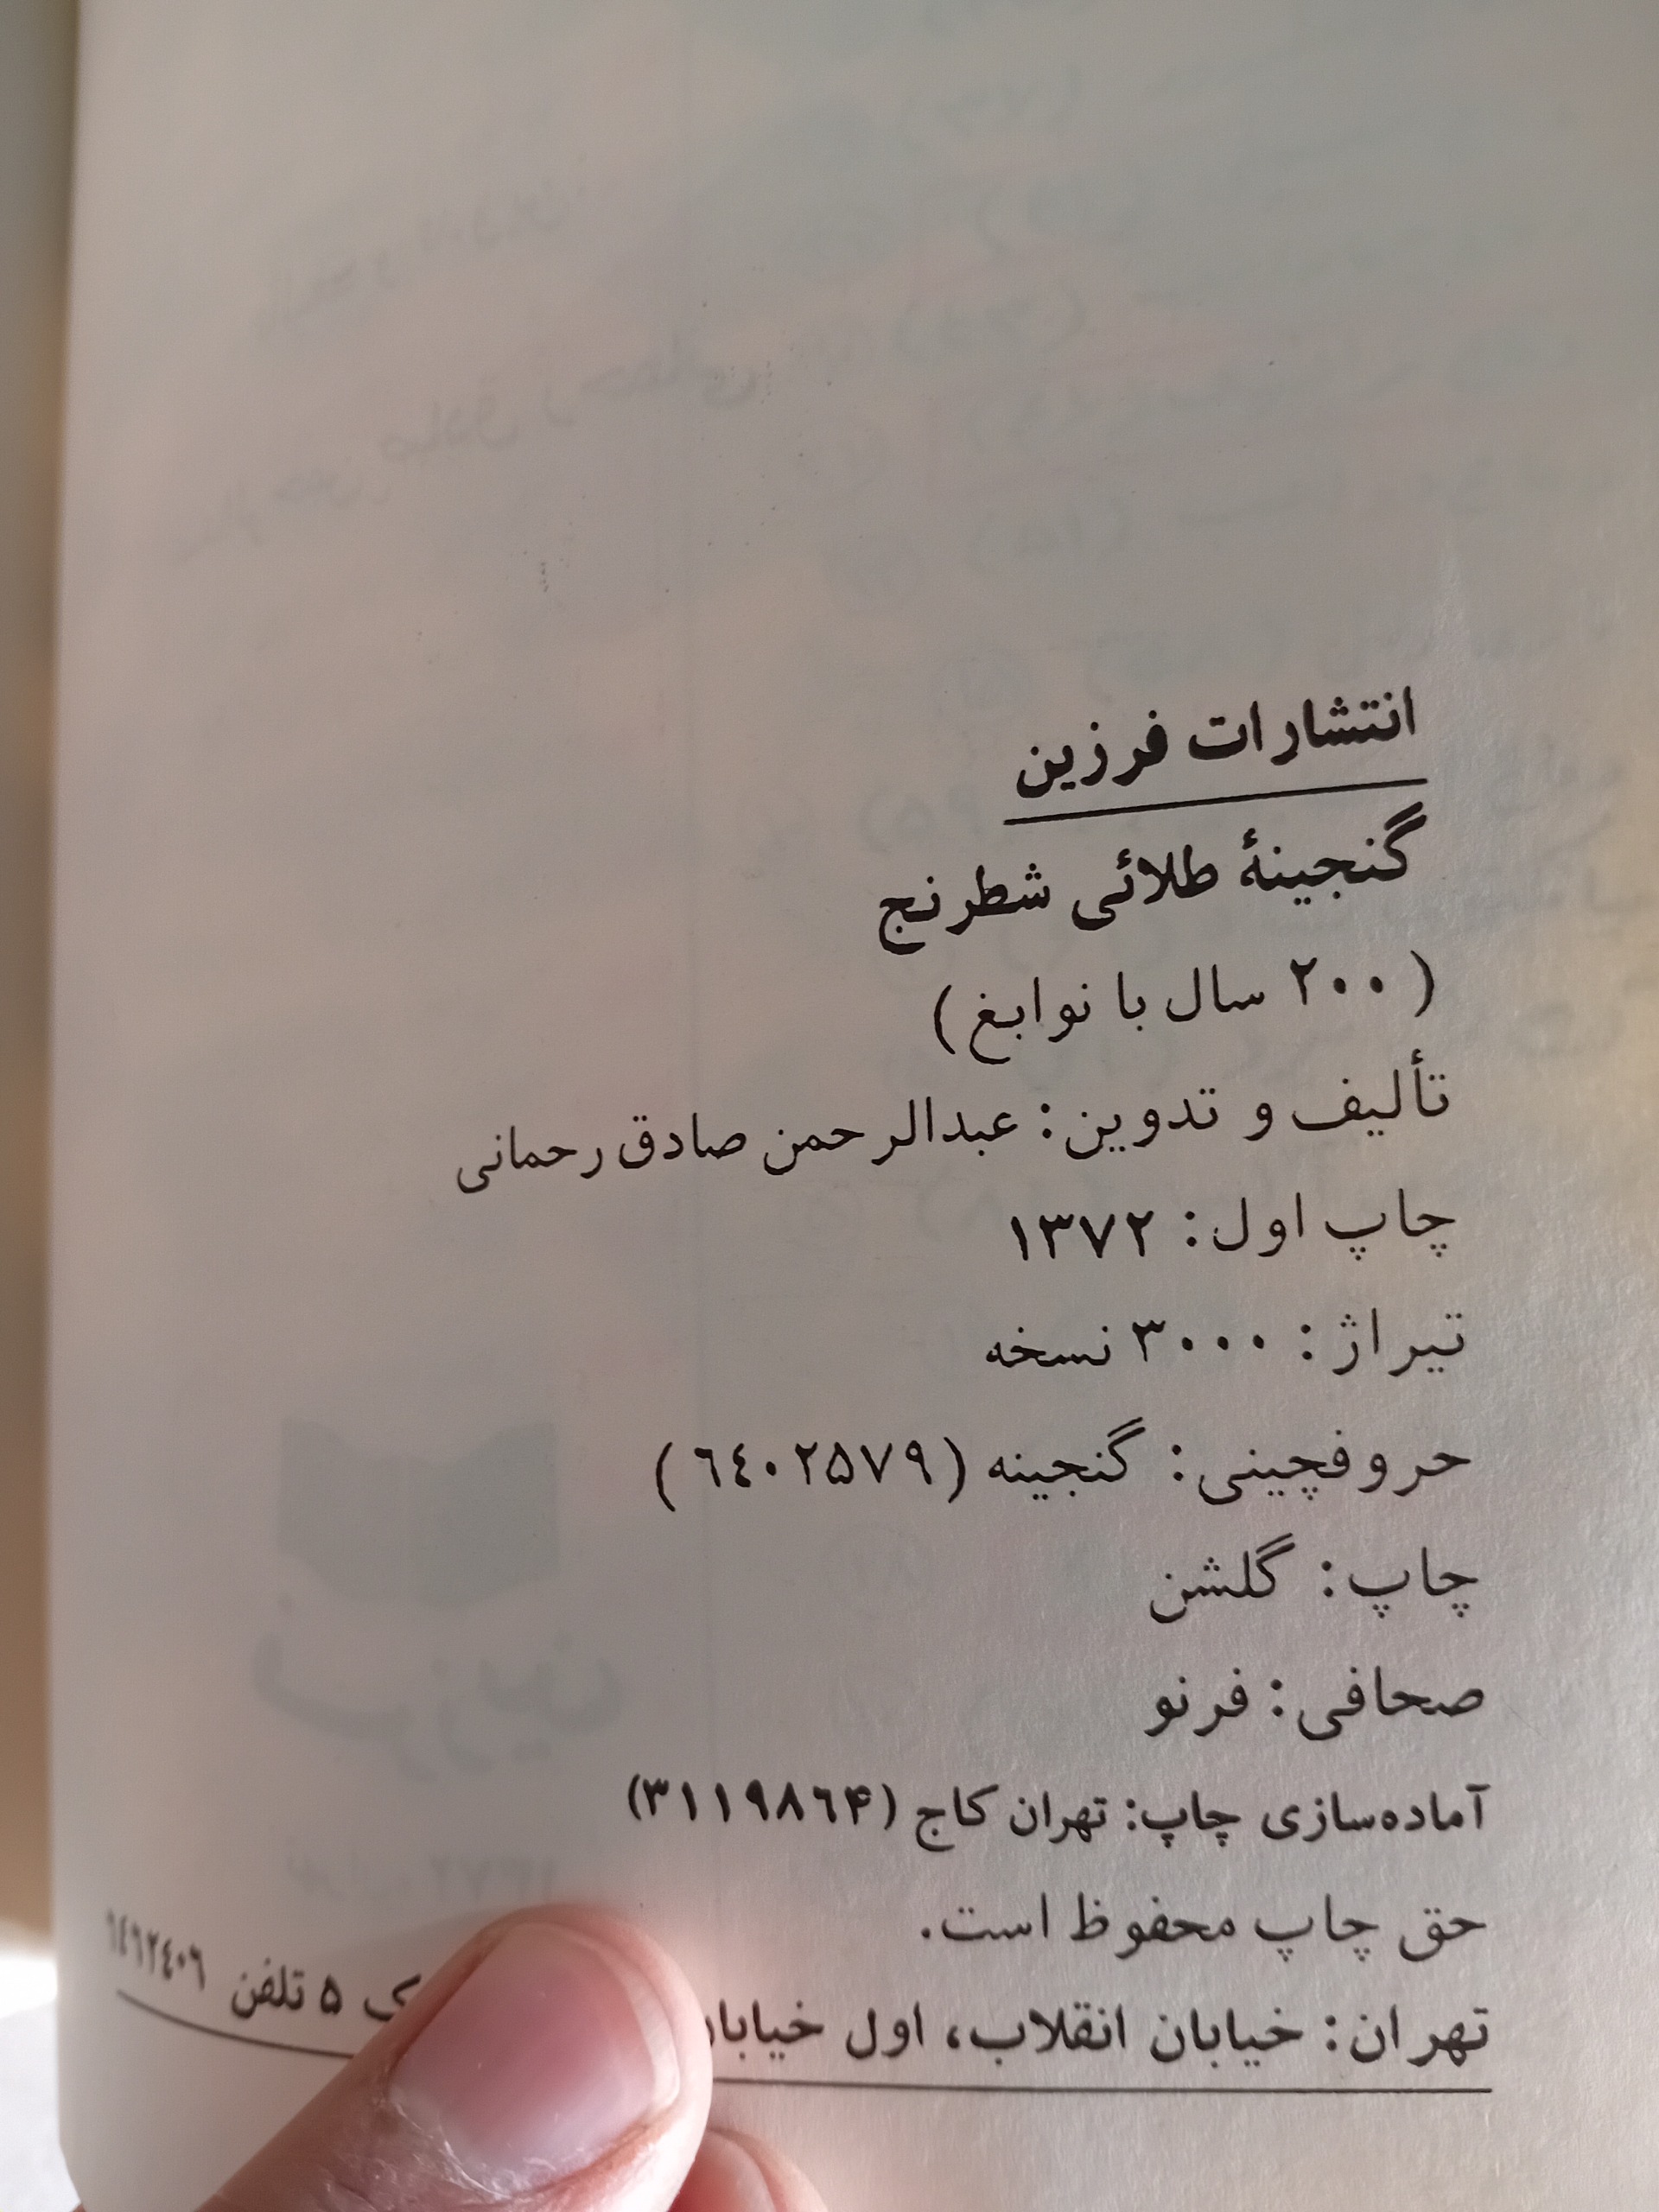 انتشارات فرزین
گنجینهٔ طلائی شطرنج
( ۲۰۰ سال با نوابغ )
تألیف و تدوین: عبدالرحمن صادق رحمانی
چاپ اول: ۱۳۷۲
تیراژ: ۳۰۰۰ نسخه
حروفچینی: گنجینه (٦٤٠٢٥٧٩)
چاپ: گلشن
صحافی: فرنو
آماده‌سازی چاپ: تهران کاج (۳۱۱۹۸٦۴)
حق چاپ محفوظ است.
تهران: خیابان انقلاب، اول ۵ تلفن